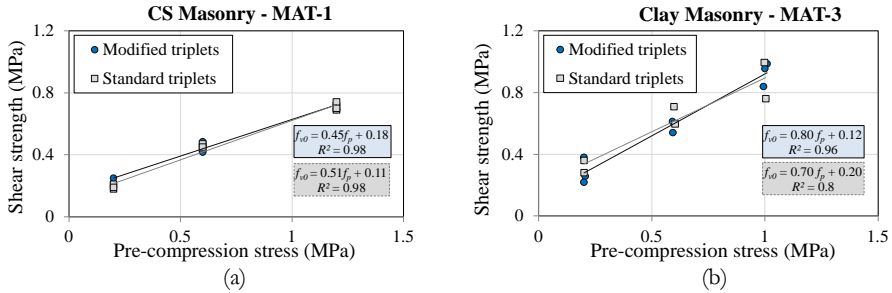 CS Masonry - MAT-1
Shear strength (MPa)
1.2
0.8
0.4
0
Modified triplets
Standard triplets
fv0 = 0.45fp + 0.18
R² = 0.98
fv0 = 0.51fp + 0.11
R² = 0.98
0 0.5 1 1.5
Pre-compression stress (MPa)
(a)
Clay Masonry - MAT-3
Shear strength (MPa)
1.2
0.8
0.4
0
Modified triplets
Standard triplets
fv0 = 0.80 fp + 0.12
R² = 0.96
fv0 = 0.70 fp + 0.20
R² = 0.8
0 0.5 1 1.5
Pre-compression stress (MPa)
(b)